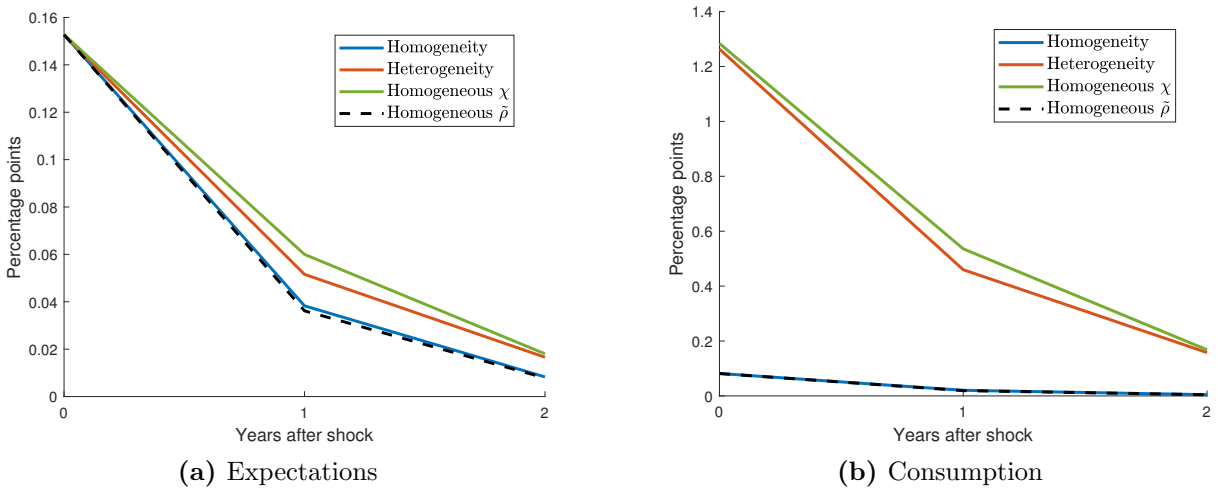 0.16
0.14
0.12
0.1
0.08
0.06
0.04
0.02
0
Percentage points
Homogeneity
Heterogeneity
Homogeneous χ
Homogeneous ρ̃
0
1
2
Years after shock
(a) Expectations
1.4
1.2
1
0.8
0.6
0.4
0.2
0
Percentage points
Homogeneity
Heterogeneity
Homogeneous χ
Homogeneous ρ̃
0
1
2
Years after shock
(b) Consumption